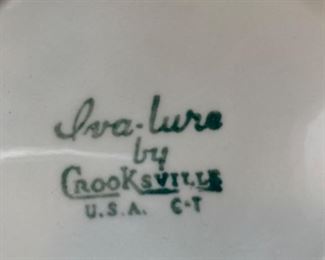 Iva-Lure
by
CROOKSVILLE
U.S.A. C-T